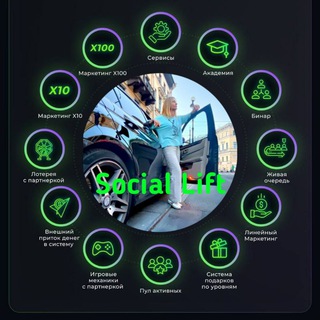 Сервисы
X100
Маркетинг X100
Академия
X10
Маркетинг X10
Бинар
Лотерея
с партнеркой
Живая
очередь
Social Lift
Внешний
приток денег
в систему
Линейный
Маркетинг
Игровые
механики
с партнеркой
Пул активных
Система
подарков
по уровням